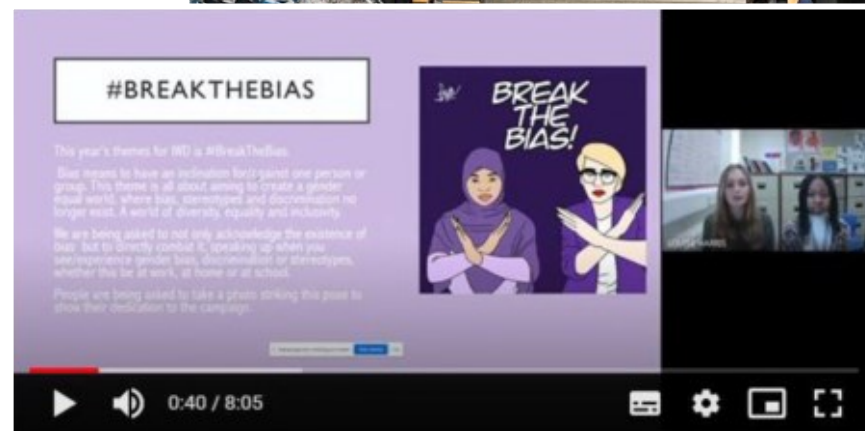 #BREAKTHEBIAS
BREAK
THE
BIAS!
This year's themes for IWD is #BreakTheBias.
Bias means to have an inclination for/against one person or
group. This theme is all about aiming to create a gender
equal world, where bias, stereotypes and discrimination no
longer exist. A world of diversity, equality and inclusivity.
We are being asked to not only acknowledge the existence of
bias but to directly combat it, speaking up when you
see/experience gender bias, discrimination or stereotypes,
whether this be at work, at home or at school.
People are being asked to take a photo striking this pose to
show their dedication to the campaign.
0:40 / 8:05